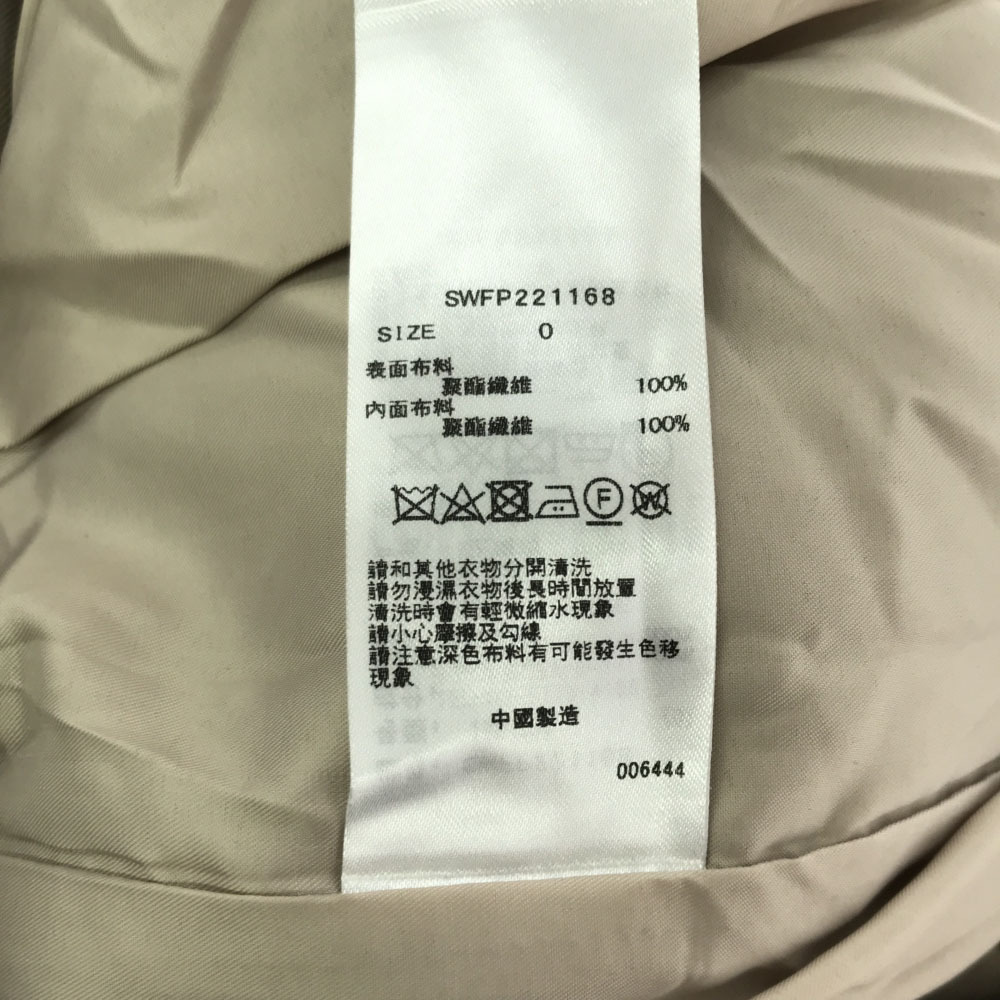 SWFP221168
SIZE 0
表面布料
聚酯纖維 100%
內面布料
聚酯纖維 100%
F W
請和其他衣物分開清洗
請勿浸濕衣物後長時間放置
清洗時會有輕微縮水現象
請小心摩擦及勾線
請注意深色布料有可能發生色移
現象
中國製造
006444